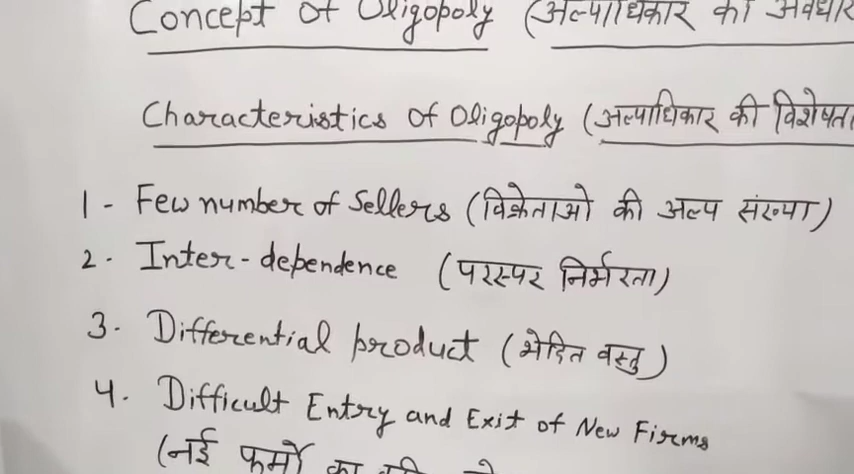 Concept of Oligopoly (अल्पाधिकार की
Characteristics of Oligopoly (अल्पाधिकार की
1 - Few number of Sellers (विक्रेताओ की अल्प संख्या)
2. Inter - dependence (परस्पर निर्भरता)
3. Differential product (भेदित वस्तु)
4. Difficult Entry and Exit of New Firms
(नई फर्मों का